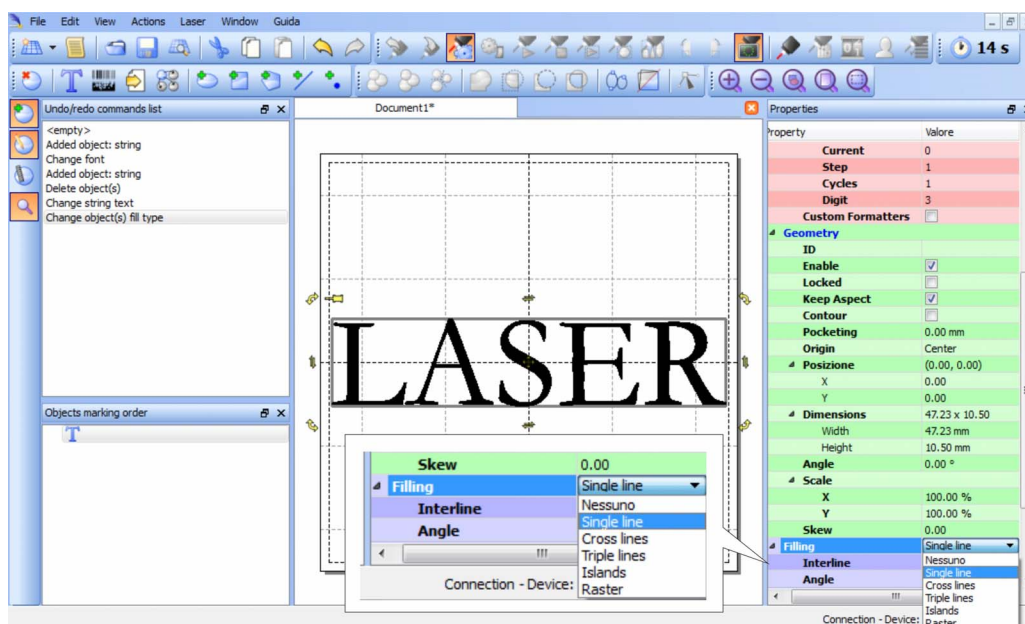 File Edit View Actions Laser Window Guida
14 s
Undo/redo commands list
<empty>
Added object: string
Change font
Added object: string
Delete object(s)
Change string text
Change object(s) fill type
Objects marking order
T
Document1*
LASER
Skew 0.00
Filling Single line
Interline Nessuno
Single line
Angle Cross lines
Triple lines
Islands
Connection - Device: Raster
Properties
Property Valore
Current 0
Step 1
Cycles 1
Digit 3
Custom Formatters
Geometry
ID
Enable
Locked
Keep Aspect
Contour
Pocketing 0.00 mm
Origin Center
Posizione (0.00, 0.00)
X 0.00
Y 0.00
Dimensions 47.23 x 10.50
Width 47.23 mm
Height 10.50 mm
Angle 0.00 °
Scale
X 100.00 %
Y 100.00 %
Skew 0.00
Filling Single line
Interline Nessuno
Single line
Angle Cross lines
Triple lines
Islands
Connection - Device: Raster